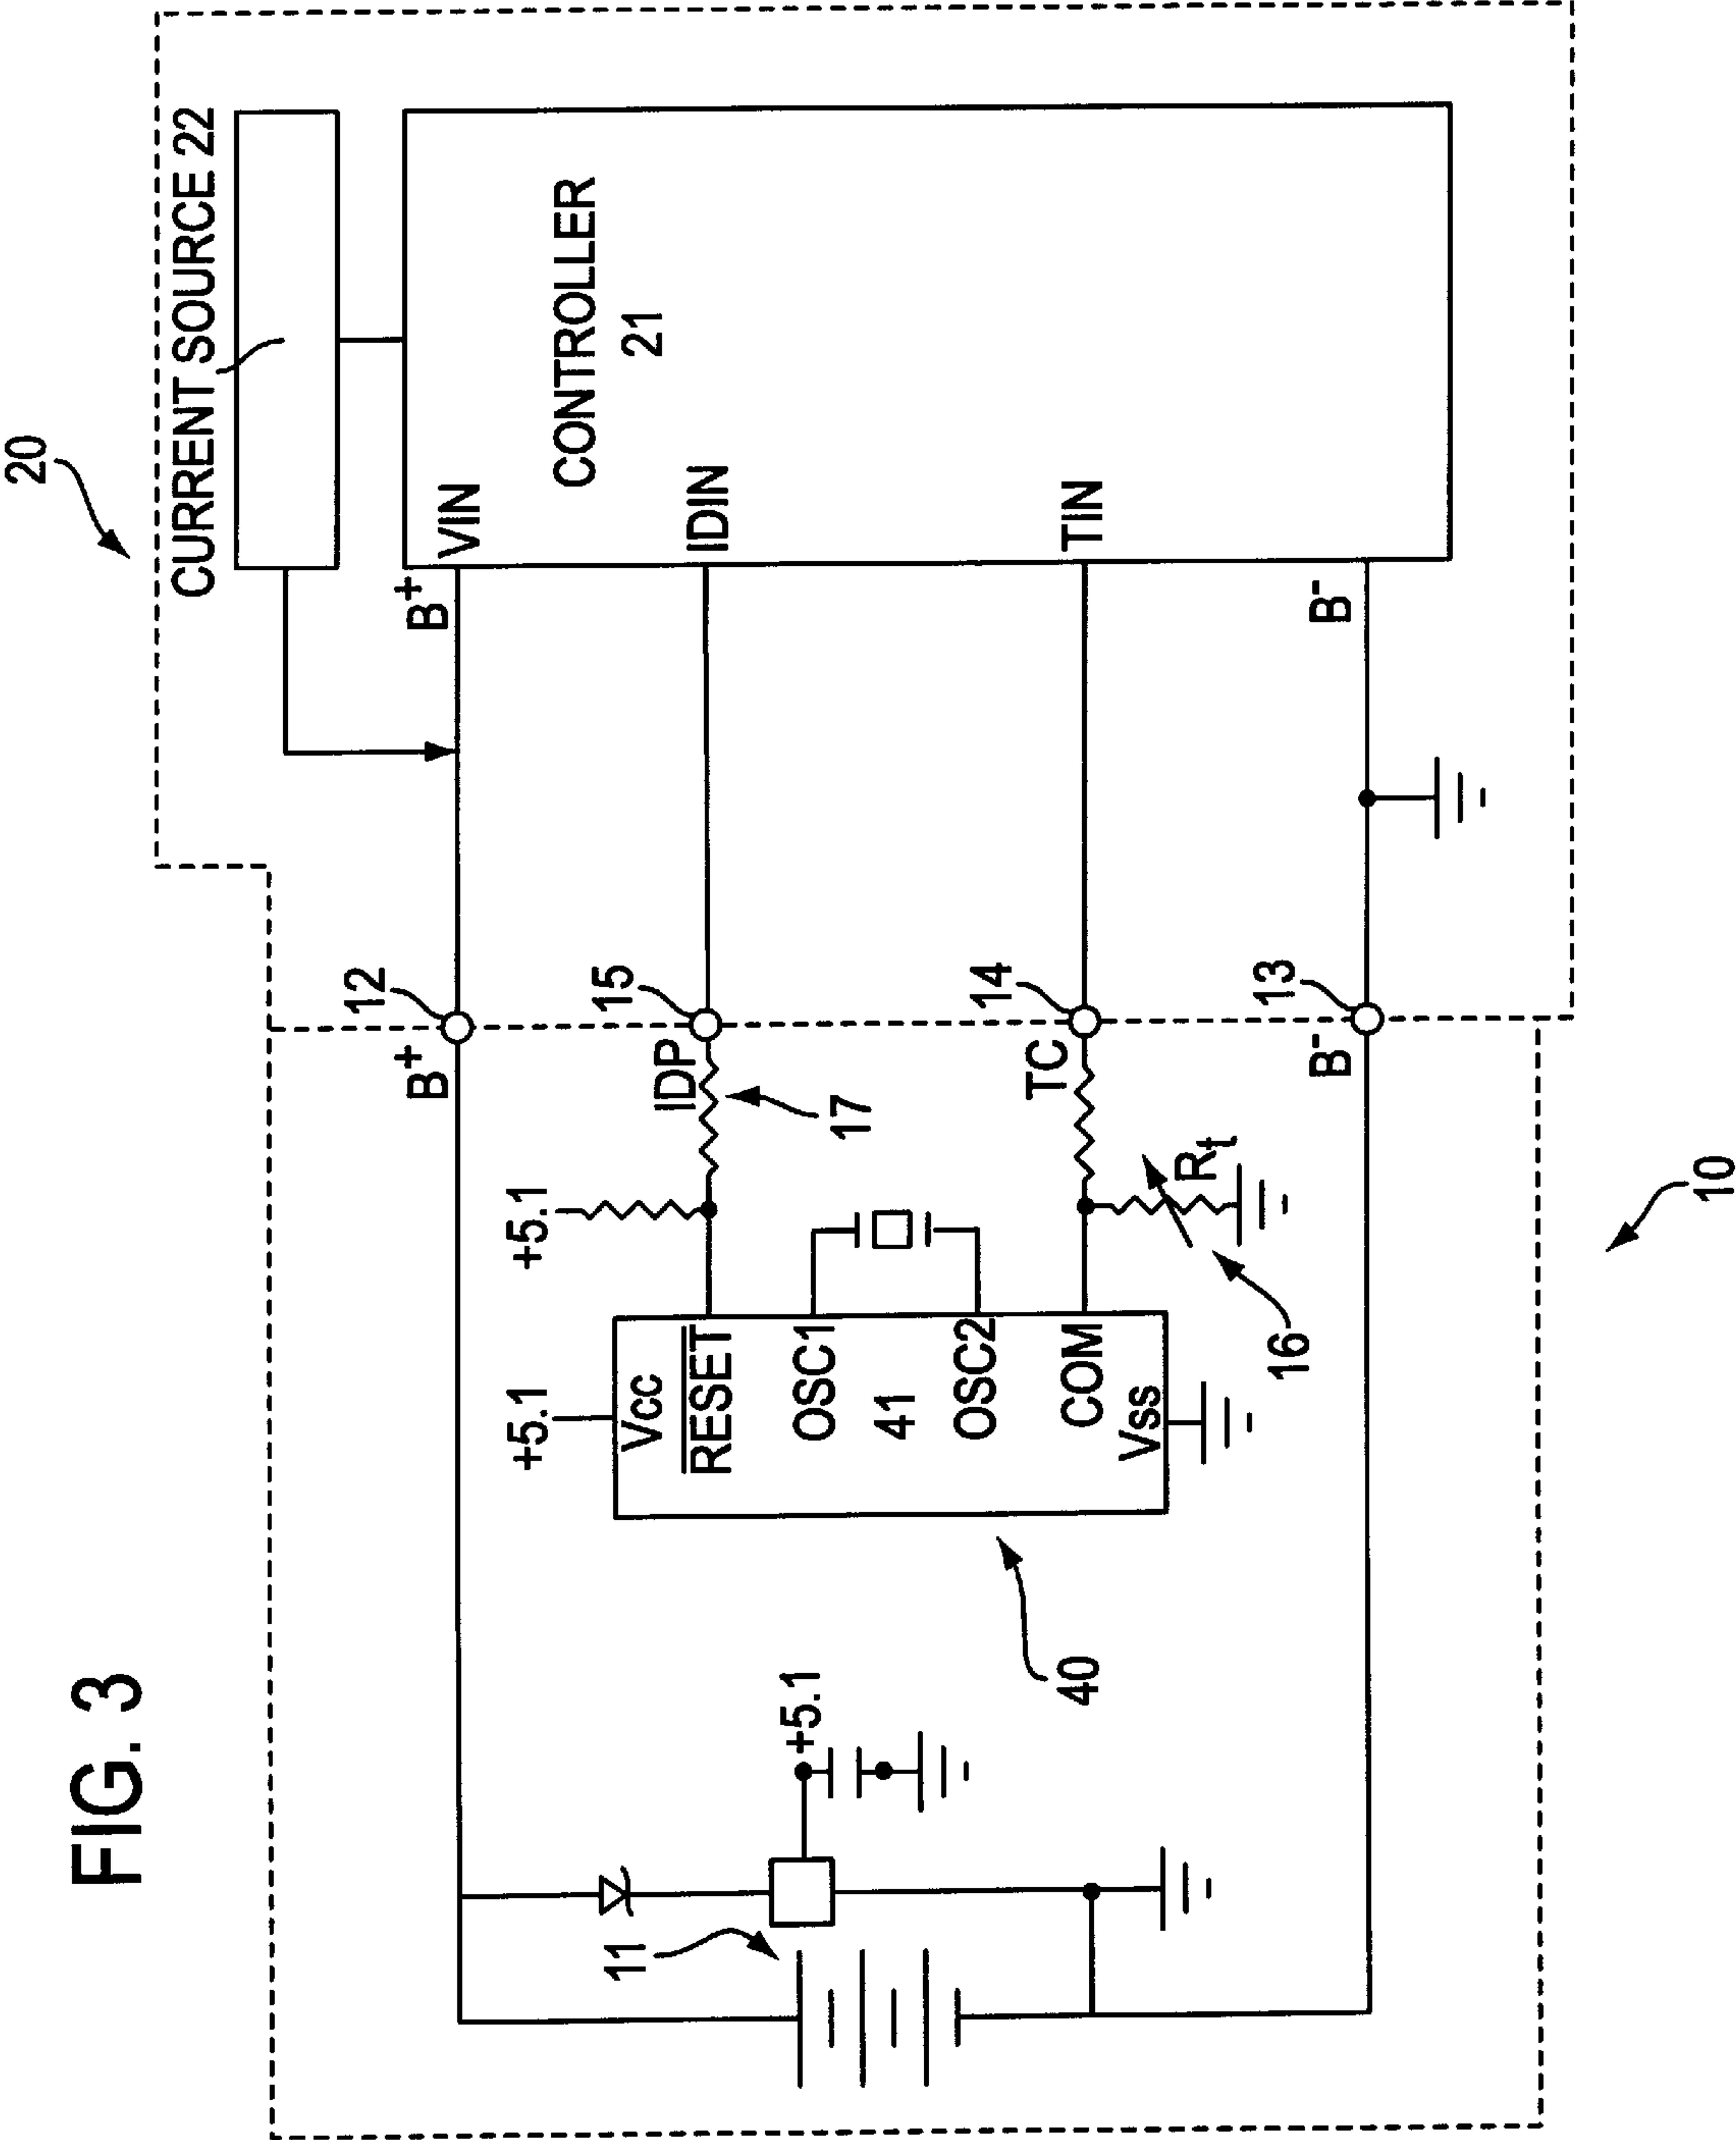 FIG. 3
20
CURRENT SOURCE 22
CONTROLLER
21
VIN
IDIN
TIN
B+
B-
12
15
14
13
B+
IDP
TC
B-
17
+5.1
Rt
16
+5.1
Vcc
RESET
OSC1
41
OSC2
COM
Vss
40
+5.1
11
10